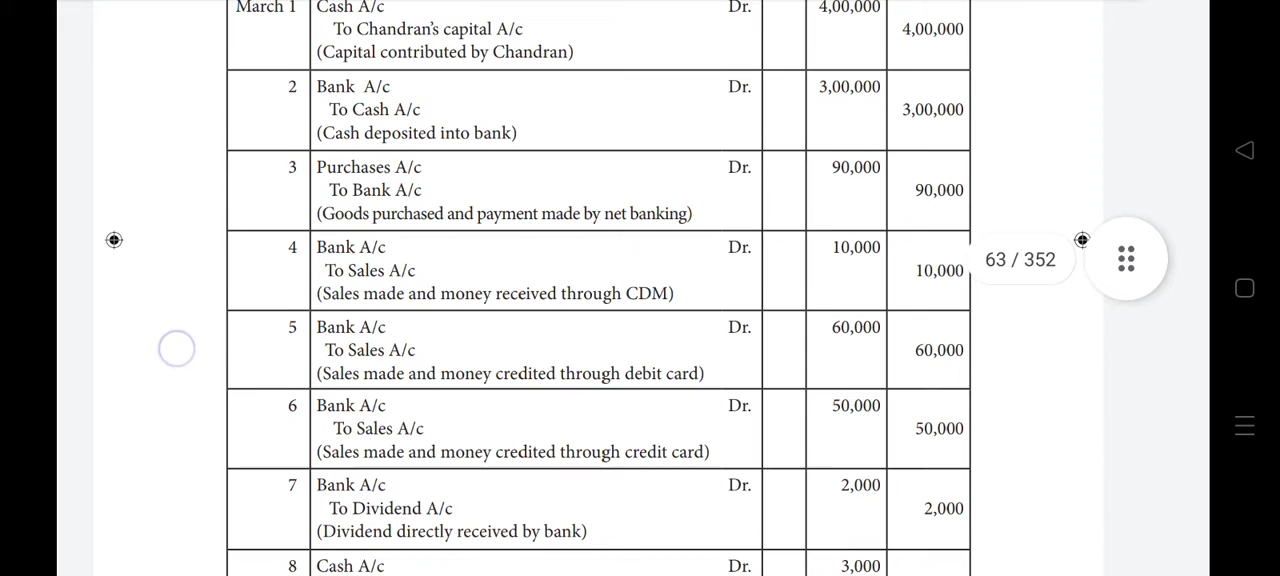 March 1 Cash A/c Dr. 4,00,000
To Chandran's capital A/c 4,00,000
(Capital contributed by Chandran)
2 Bank A/c Dr. 3,00,000
To Cash A/c 3,00,000
(Cash deposited into bank)
3 Purchases A/c Dr. 90,000
To Bank A/c 90,000
(Goods purchased and payment made by net banking)
4 Bank A/c Dr. 10,000
To Sales A/c 10,000
(Sales made and money received through CDM)
63 / 352
5 Bank A/c Dr. 60,000
To Sales A/c 60,000
(Sales made and money credited through debit card)
6 Bank A/c Dr. 50,000
To Sales A/c 50,000
(Sales made and money credited through credit card)
7 Bank A/c Dr. 2,000
To Dividend A/c 2,000
(Dividend directly received by bank)
8 Cash A/c Dr. 3,000